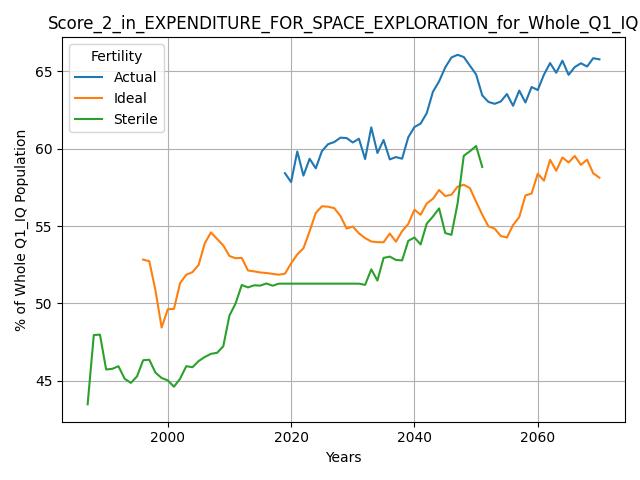 Score_2_in_EXPENDITURE_FOR_SPACE_EXPLORATION_for_Whole_Q1_IQ
Fertility
Actual
Ideal
Sterile
% of Whole Q1_IQ Population
65
60
55
50
45
2000
2020
2040
2060
Years